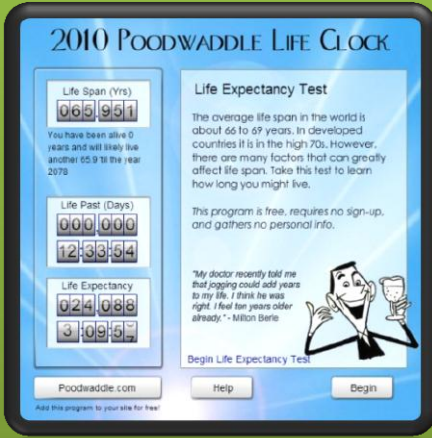 2010 POODWADDLE LIFE CLOCK
Life Span (Yrs)
065.951
You have been alive 0
years and will likely live
another 65.9 'til the year
2078
Life Past (Days)
000,000
12:33:54
Life Expectancy
024,088
Life Expectancy Test
The average life span in the world is
about 66 to 69 years. In developed
countries it is in the high 70s. However,
there are many factors that can greatly
affect life span. Take this test to learn
how long you might live.
This program is free, requires no sign-up,
and gathers no personal info.
"My doctor recently told me
that jogging could add years
to my life. I think he was
right. I feel ten years older
already." - Milton Berle
Begin Life Expectancy Test
Poodwaddle.com
Help
Begin
Add this program to your site for free!